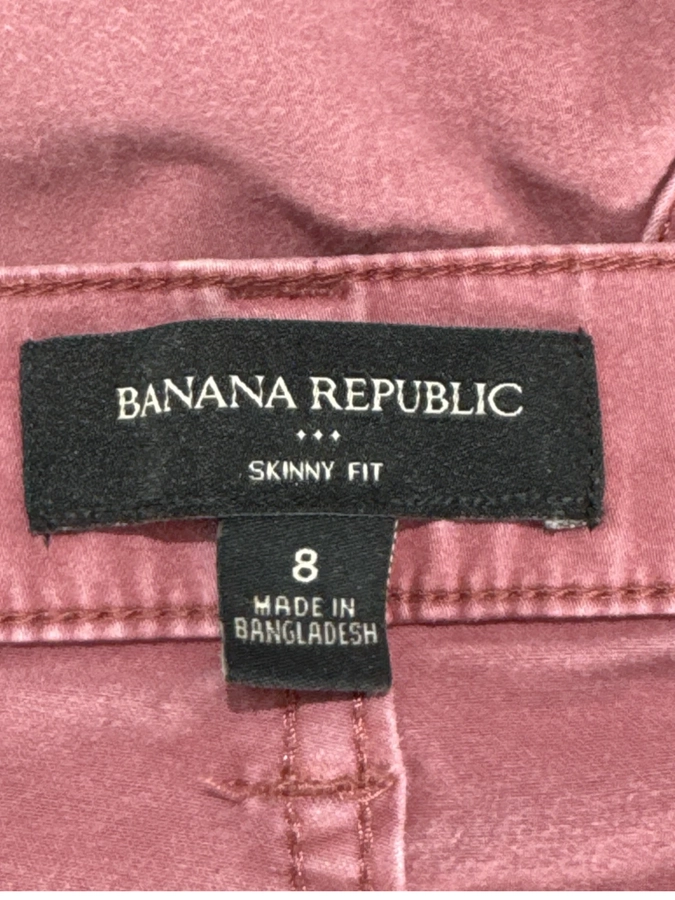 BANANA REPUBLIC
SKINNY FIT
8
MADE IN
BANGLADESH